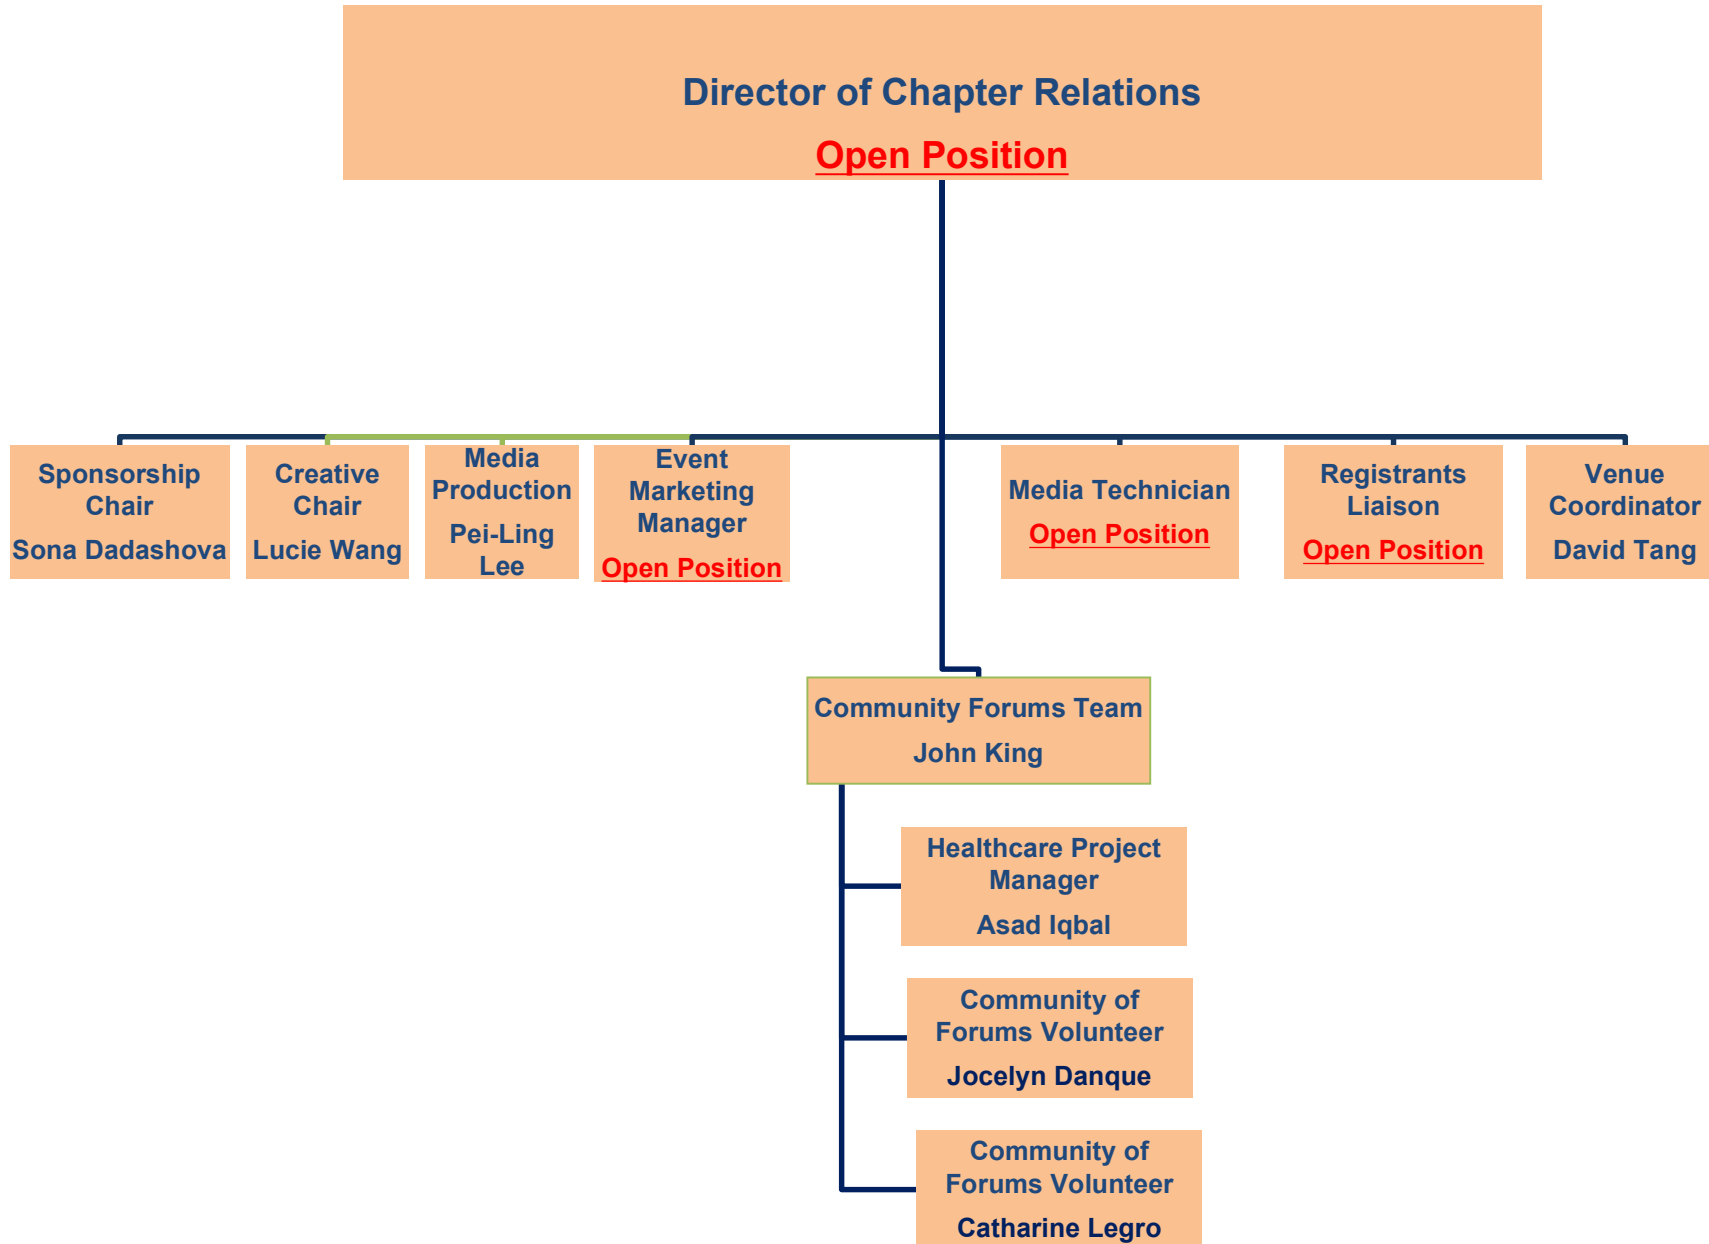 Director of Chapter Relations
Open Position
Sponsorship
Chair
Sona Dadashova
Creative
Chair
Lucie Wang
Media
Production
Pei-Ling
Lee
Event
Marketing
Manager
Open Position
Media Technician
Open Position
Registrants
Liaison
Open Position
Venue
Coordinator
David Tang
Community Forums Team
John King
Healthcare Project
Manager
Asad Iqbal
Community of
Forums Volunteer
Jocelyn Danque
Community of
Forums Volunteer
Catharine Legro